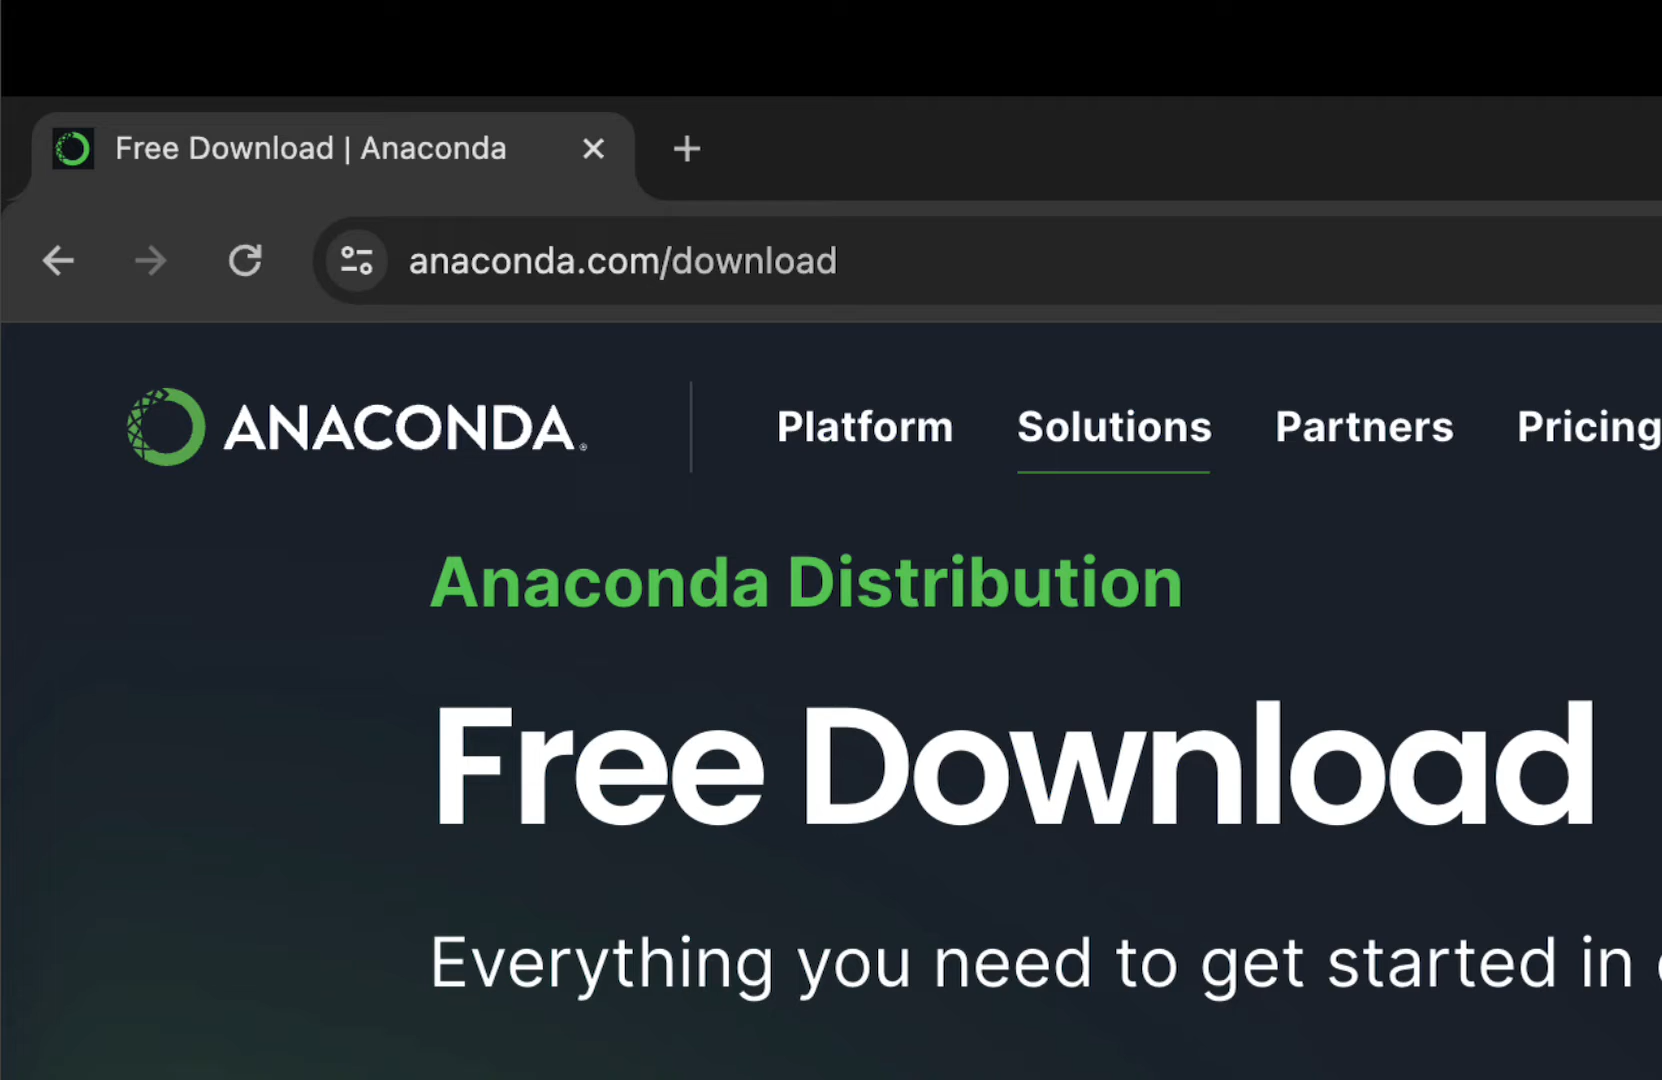 Free Download | Anaconda
anaconda.com/download
ANACONDA®
Platform Solutions Partners Pricing
Anaconda Distribution
Free Download
Everything you need to get started in